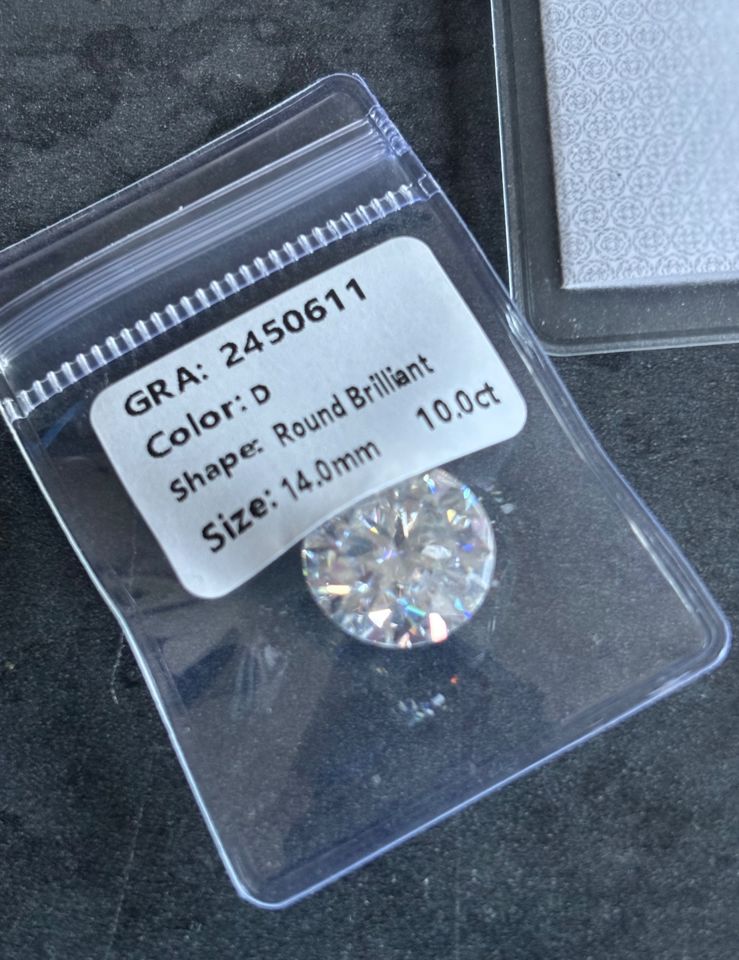 GRA: 2450611
Color: D
Shape: Round Brilliant
Size: 14.0mm 10.0ct